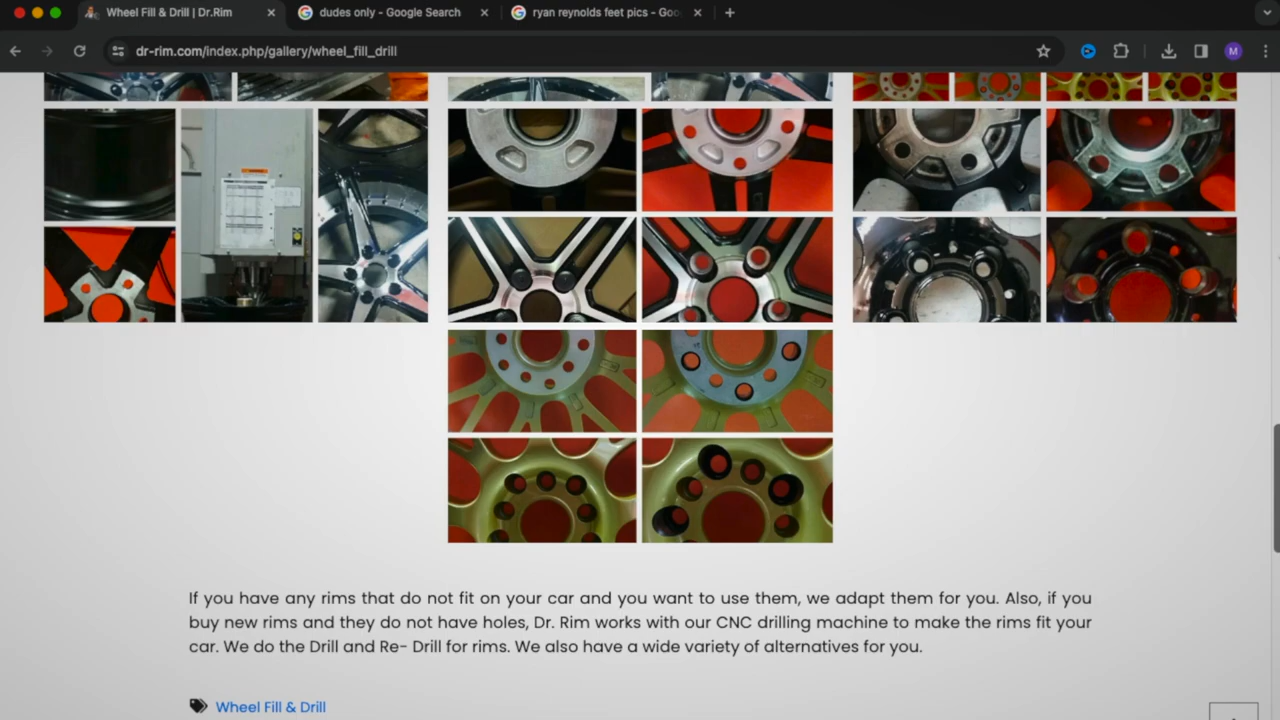 Wheel Fill & Drill | Dr.Rim
dudes only - Google Search
ryan reynolds feet pics - Goo
dr-rim.com/index.php/gallery/wheel_fill_drill
M
If you have any rims that do not fit on your car and you want to use them, we adapt them for you. Also, if you
buy new rims and they do not have holes, Dr. Rim works with our CNC drilling machine to make the rims fit your
car. We do the Drill and Re- Drill for rims. We also have a wide variety of alternatives for you.
Wheel Fill & Drill